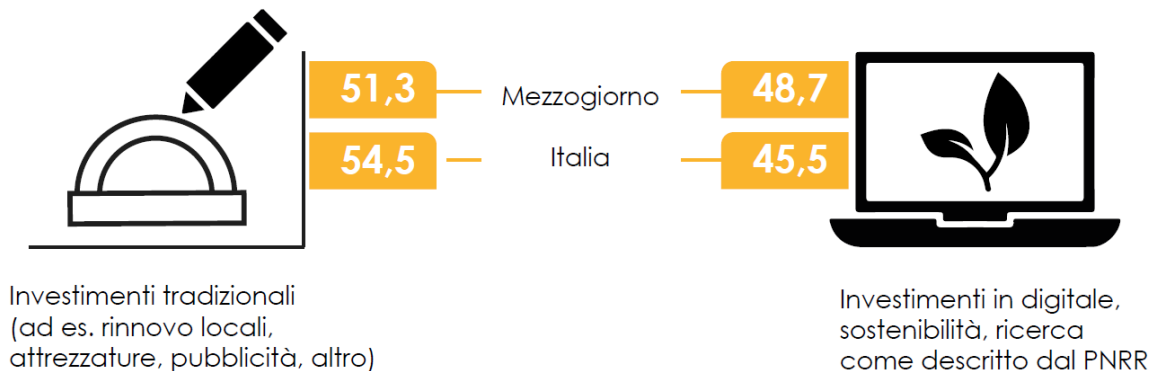 51,3 Mezzogiorno 48,7
54,5 Italia 45,5
Investimenti tradizionali
(ad es. rinnovo locali,
attrezzature, pubblicità, altro)
Investimenti in digitale,
sostenibilità, ricerca
come descritto dal PNRR